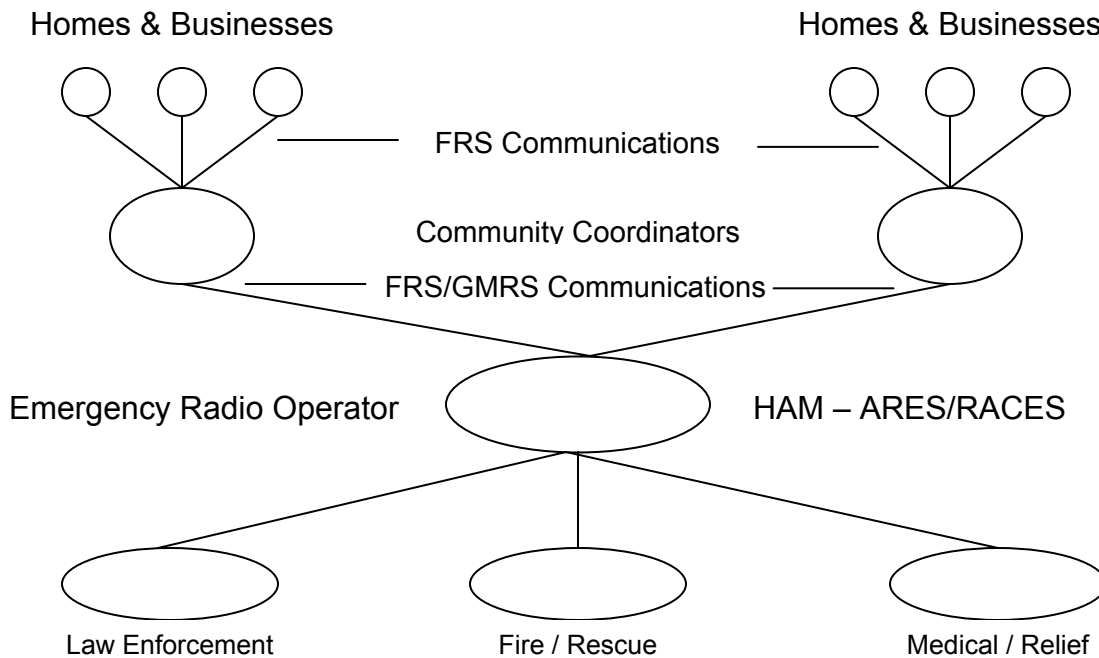 Homes & Businesses
Homes & Businesses
FRS Communications
Community Coordinators
FRS/GMRS Communications
Emergency Radio Operator
HAM – ARES/RACES
Law Enforcement
Fire / Rescue
Medical / Relief